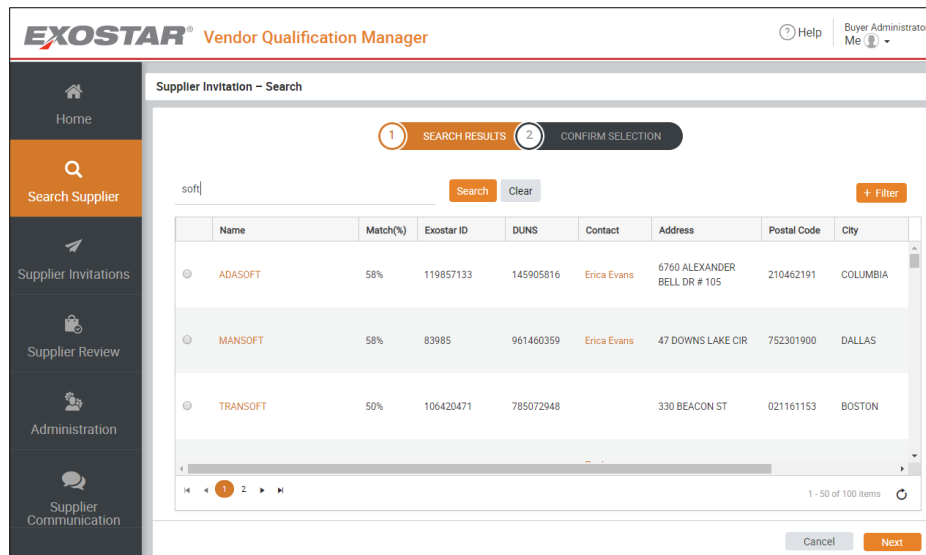 EXOSTAR® Vendor Qualification Manager
Help
Buyer Administrator
Me
Home
Search Supplier
Supplier Invitations
Supplier Review
Administration
Supplier
Communication
Supplier Invitation – Search
1 SEARCH RESULTS 2 CONFIRM SELECTION
soft
Search Clear
+ Filter
Name Match(%) Exostar ID DUNS Contact Address Postal Code City
ADASOFT 58% 119857133 145905816 Erica Evans 6760 ALEXANDER BELL DR # 105 210462191 COLUMBIA
MANSOFT 58% 83985 961460359 Erica Evans 47 DOWNS LAKE CIR 752301900 DALLAS
TRANSOFT 50% 106420471 785072948 330 BEACON ST 021161153 BOSTON
1 2
1 - 50 of 100 items
Cancel Next